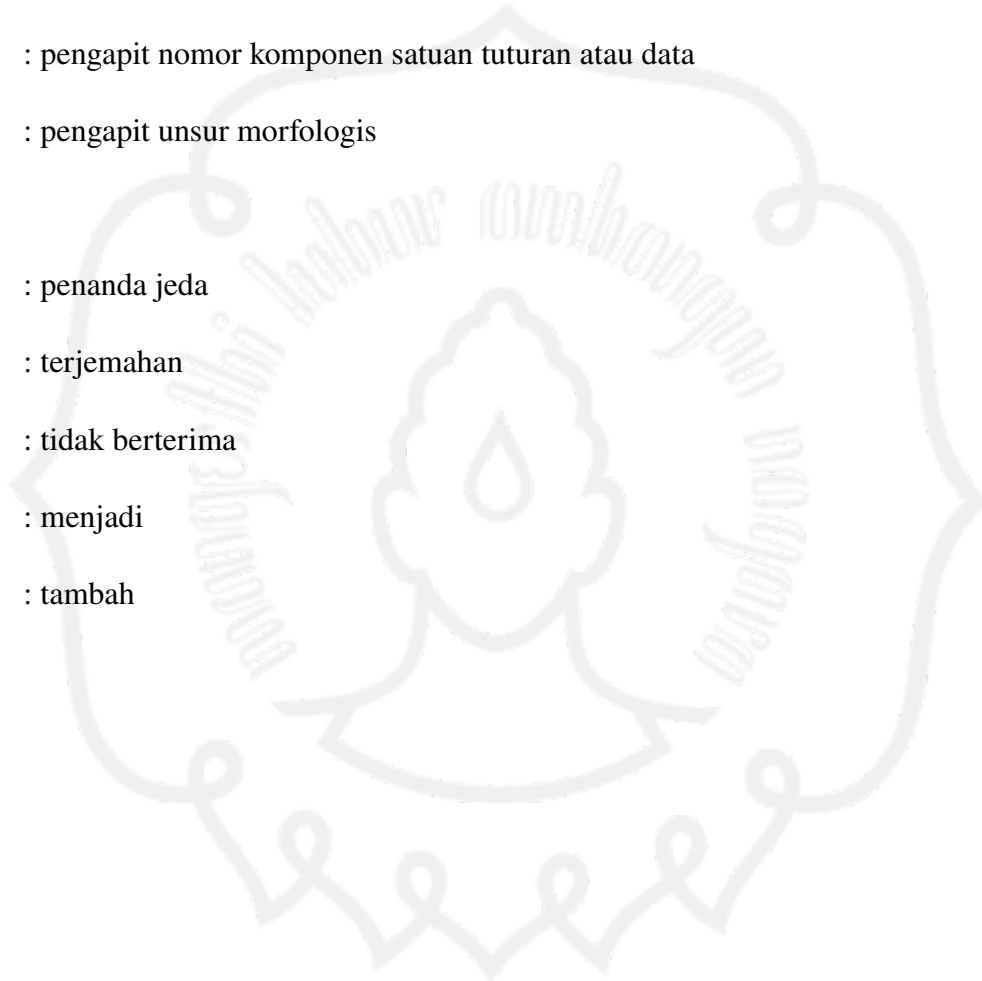 : pengapit nomor komponen satuan tuturan atau data
: pengapit unsur morfologis
: penanda jeda
: terjemahan
: tidak berterima
: menjadi
: tambah